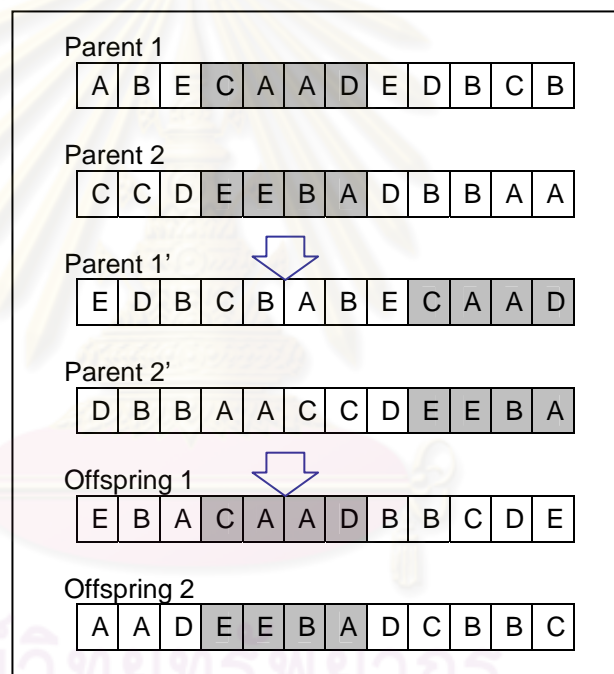 Parent 1
A B E C A A D E D B C B
Parent 2
C C D E E B A D B B A A
Parent 1’
E D B C B A B E C A A D
Parent 2’
D B B A A C C D E E B A
Offspring 1
E B A C A A D B B C D E
Offspring 2
A A D E E B A D C B B C